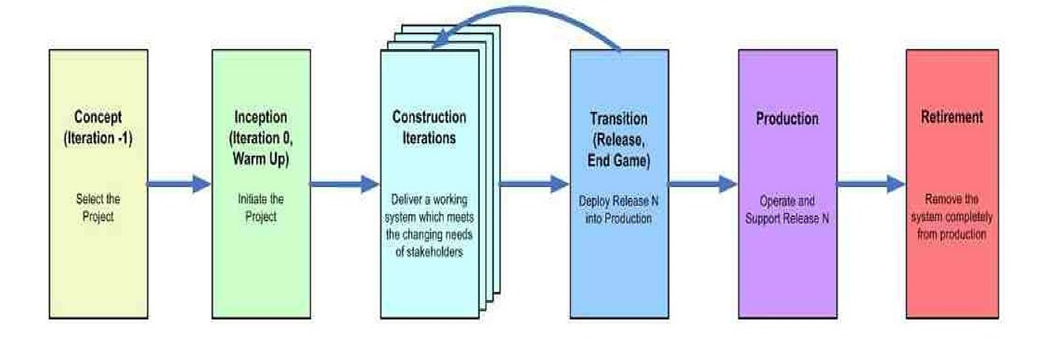 Concept
(Iteration -1)
Select the
Project
Inception
(Iteration 0,
Warm Up)
Initiate the
Project
Construction
Iterations
Deliver a working
system which meets
the changing needs
of stakeholders
Transition
(Release,
End Game)
Deploy Release N
into Production
Production
Operate and
Support Release N
Retirement
Remove the
system completely
from production